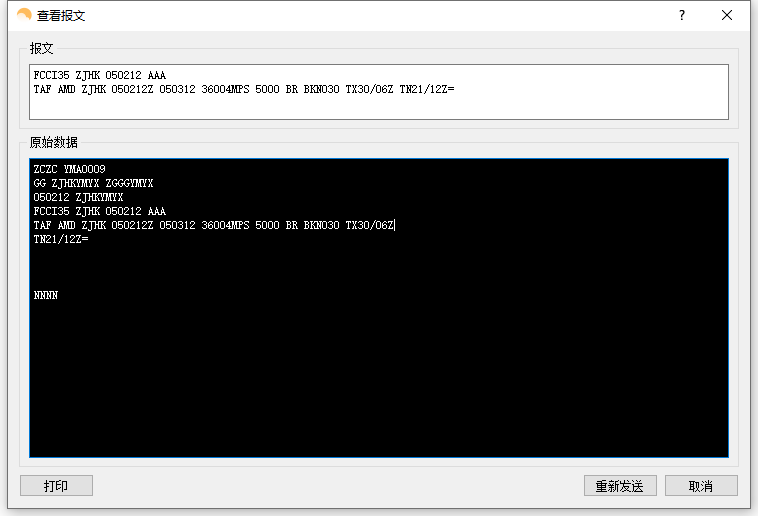 查看报文
?
报文
FCCI35 ZJHK 050212 AAA
TAF AMD ZJHK 050212Z 050312 36004MPS 5000 BR BKN030 TX30/06Z TN21/12Z=
原始数据
ZCZC YMA0009
GG ZJHKYMYX ZGGGYMYX
050212 ZJHKYMYX
FCCI35 ZJHK 050212 AAA
TAF AMD ZJHK 050212Z 050312 36004MPS 5000 BR BKN030 TX30/06Z
TN21/12Z=
NNNN
打印
重新发送
取消